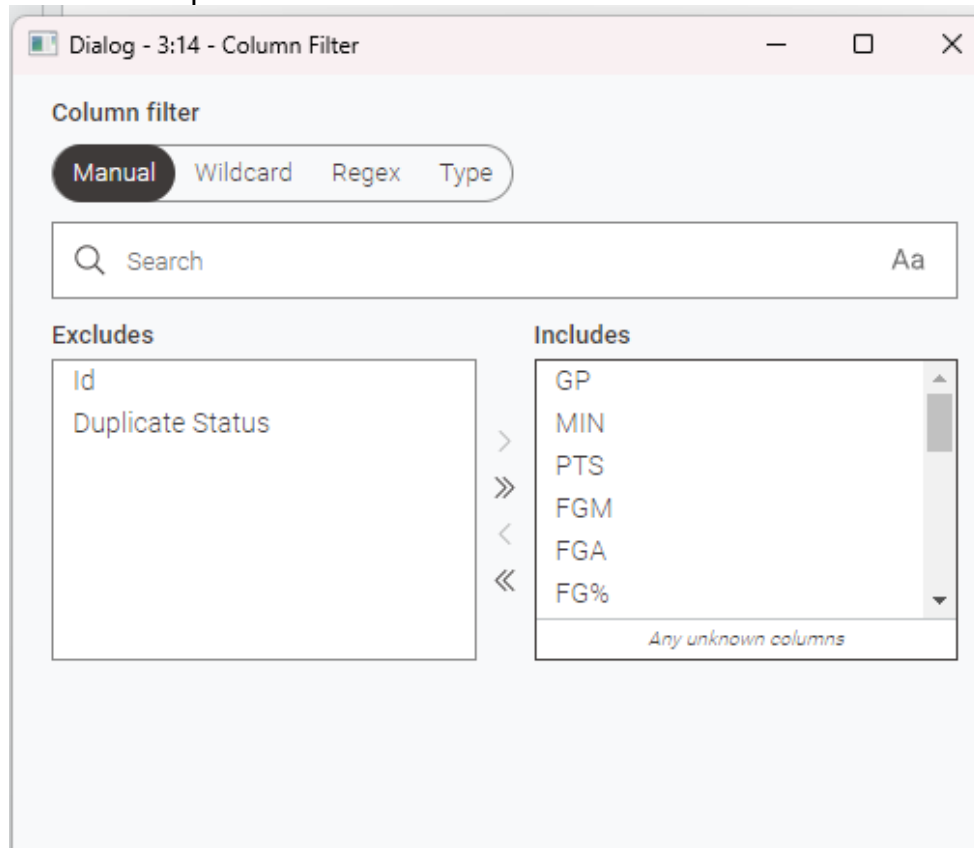 Dialog - 3:14 - Column Filter
Column filter
Manual Wildcard Regex Type
Search Aa
Excludes Includes
Id GP
Duplicate Status MIN
PTS
FGM
FGA
FG%
Any unknown columns